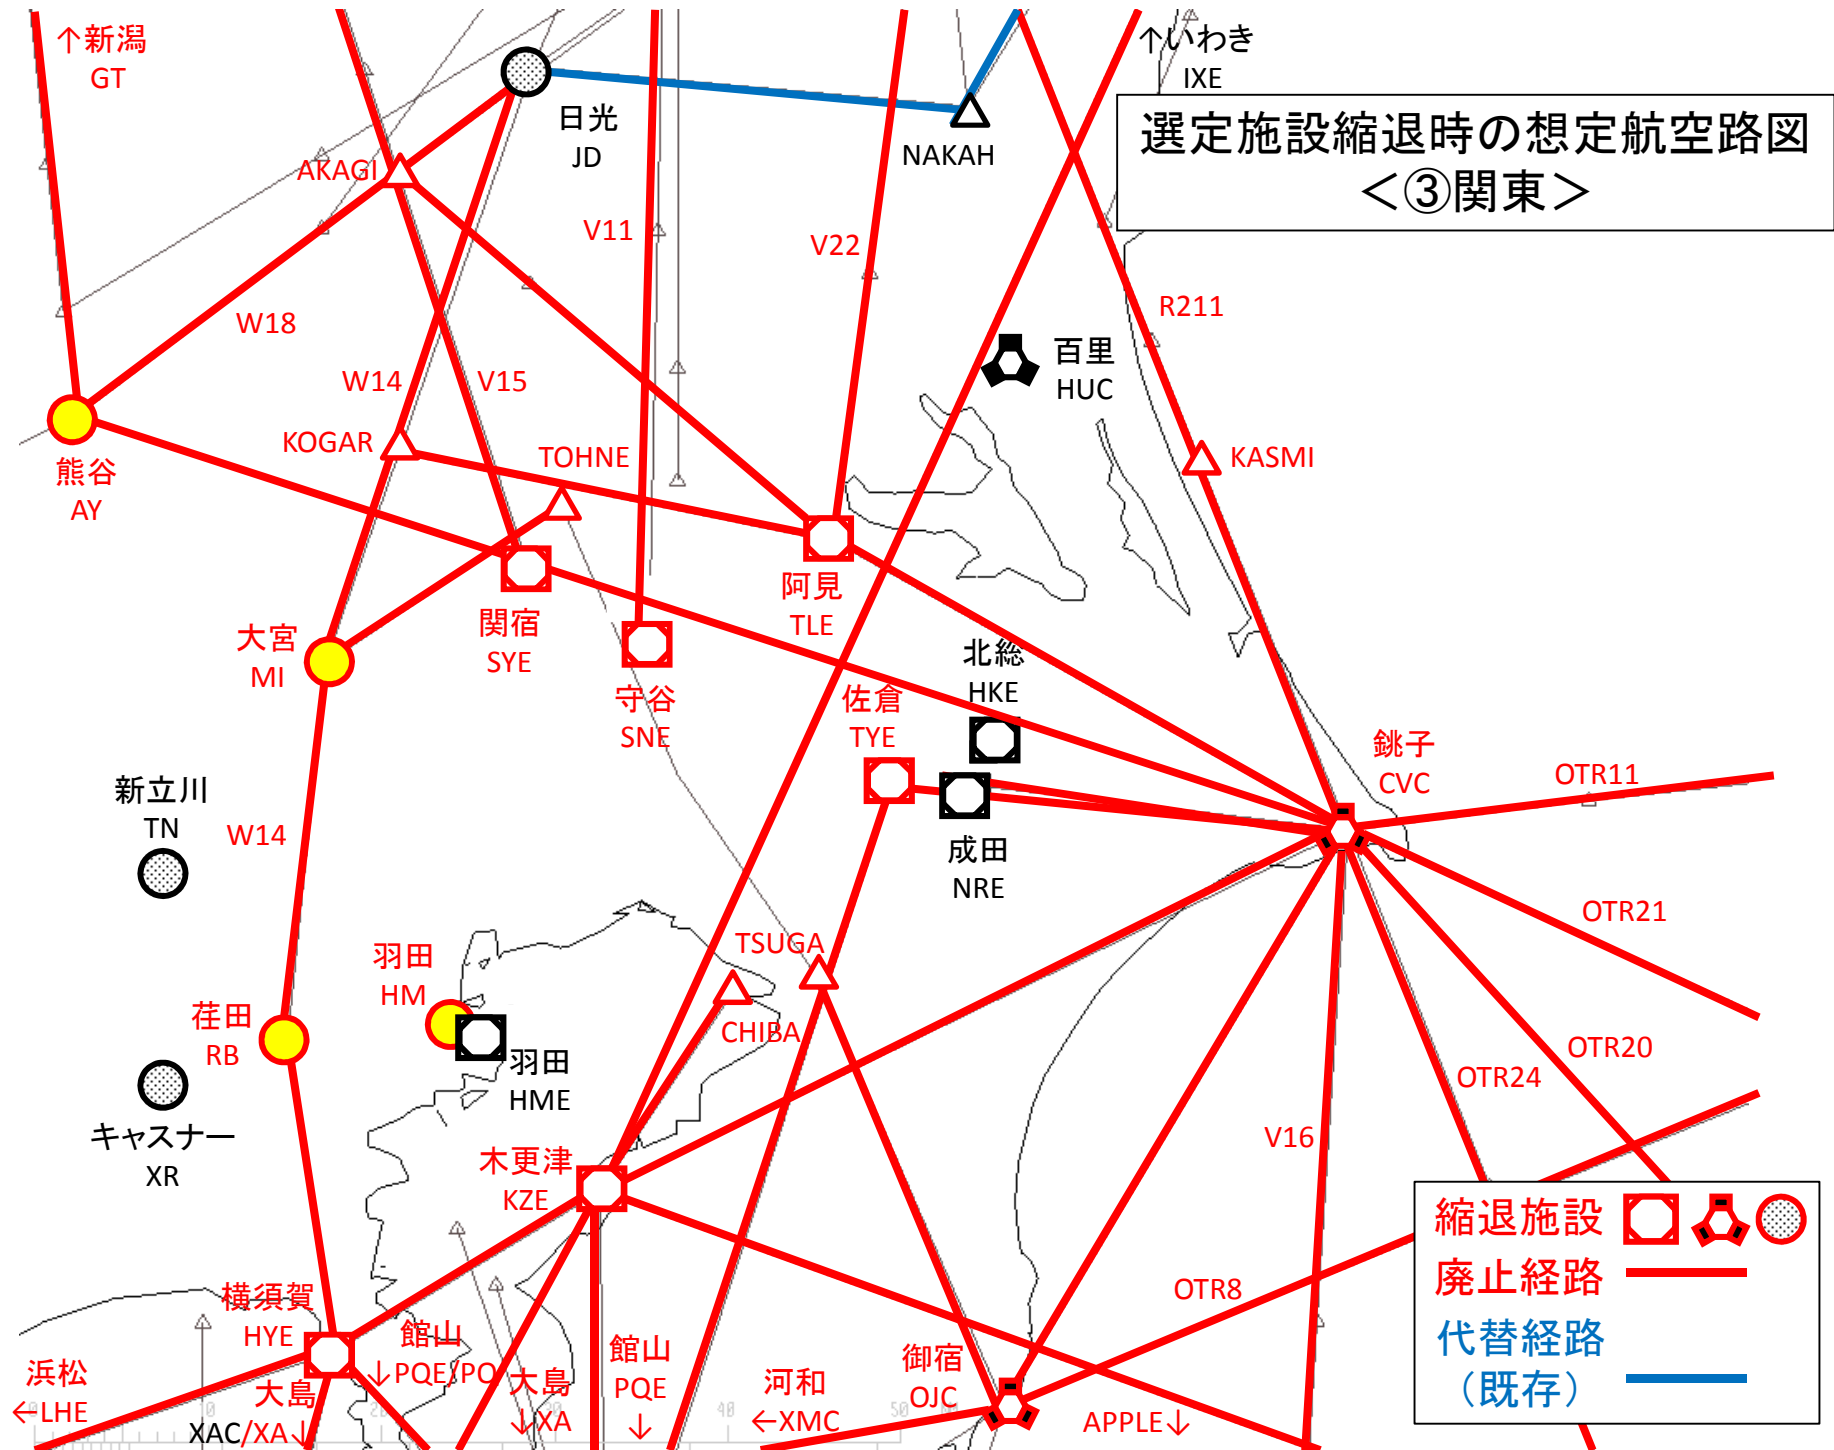 ↑新潟
GT
↑いわき
IXE
選定施設縮退時の想定航空路図
＜③関東＞
日光
JD
NAKAH
AKAGI
V11
V22
R211
W18
W14
V15
百里
HUC
KOGAR
TOHNE
KASMI
熊谷
AY
関宿
SYE
阿見
TLE
大宮
MI
守谷
SNE
北総
HKE
佐倉
TYE
銚子
CVC
OTR11
新立川
TN
W14
成田
NRE
OTR21
TSUGA
羽田
HM
CHIBA
荏田
RB
羽田
HME
OTR20
OTR24
キャスナー
XR
V16
木更津
KZE
縮退施設
廃止経路
代替経路
（既存）
OTR8
横須賀
HYE
館山
↓PQE/PQ
浜松
←LHE
大島
XAC/XA↓
大島
↓XA
館山
PQE
↓
河和
←XMC
御宿
OJC
APPLE↓
0
10
20
30
40
50